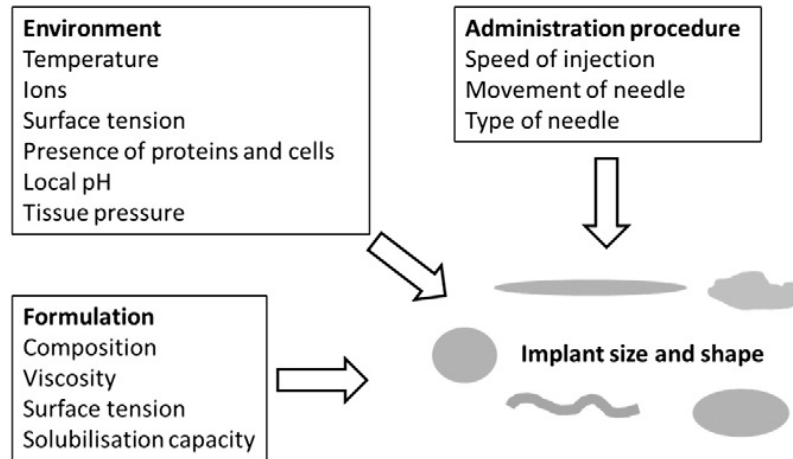 Environment
Temperature
Ions
Surface tension
Presence of proteins and cells
Local pH
Tissue pressure
Administration procedure
Speed of injection
Movement of needle
Type of needle
Formulation
Composition
Viscosity
Surface tension
Solubilisation capacity
Implant size and shape